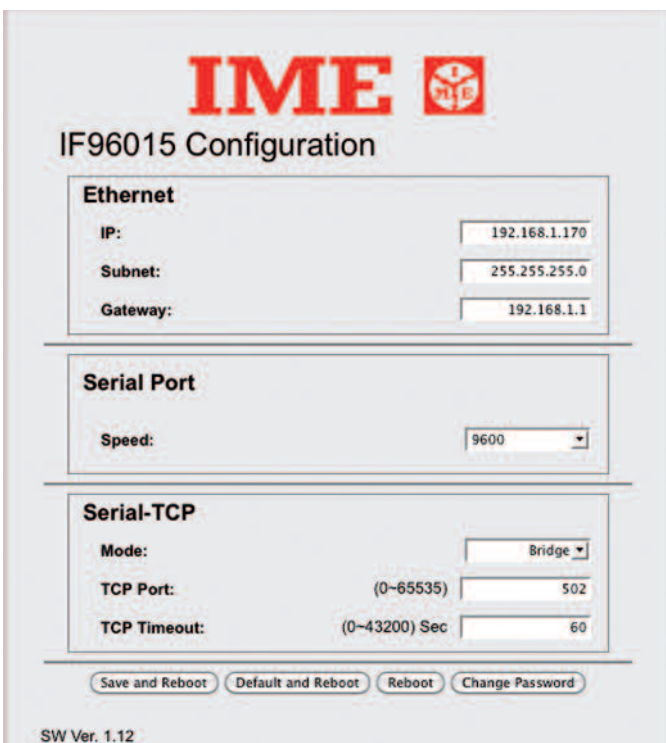 IME
I
M E
IF96015 Configuration
Ethernet
IP: 192.168.1.170
Subnet: 255.255.255.0
Gateway: 192.168.1.1
Serial Port
Speed: 9600
Serial-TCP
Mode: Bridge
TCP Port: (0~65535) 502
TCP Timeout: (0~43200) Sec 60
Save and Reboot Default and Reboot Reboot Change Password
SW Ver. 1.12